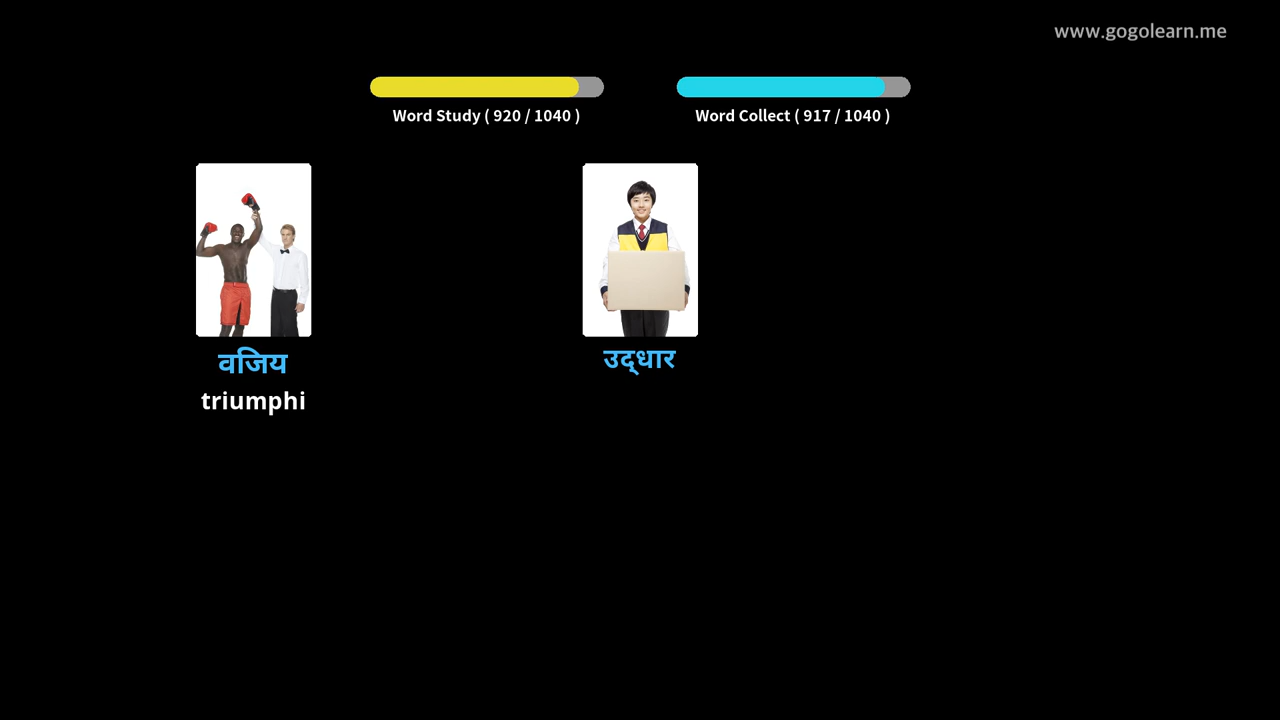 www.gogolearn.me
Word Study ( 920 / 1040 )
Word Collect ( 917 / 1040 )
वजिय
उद्धार
triumphi